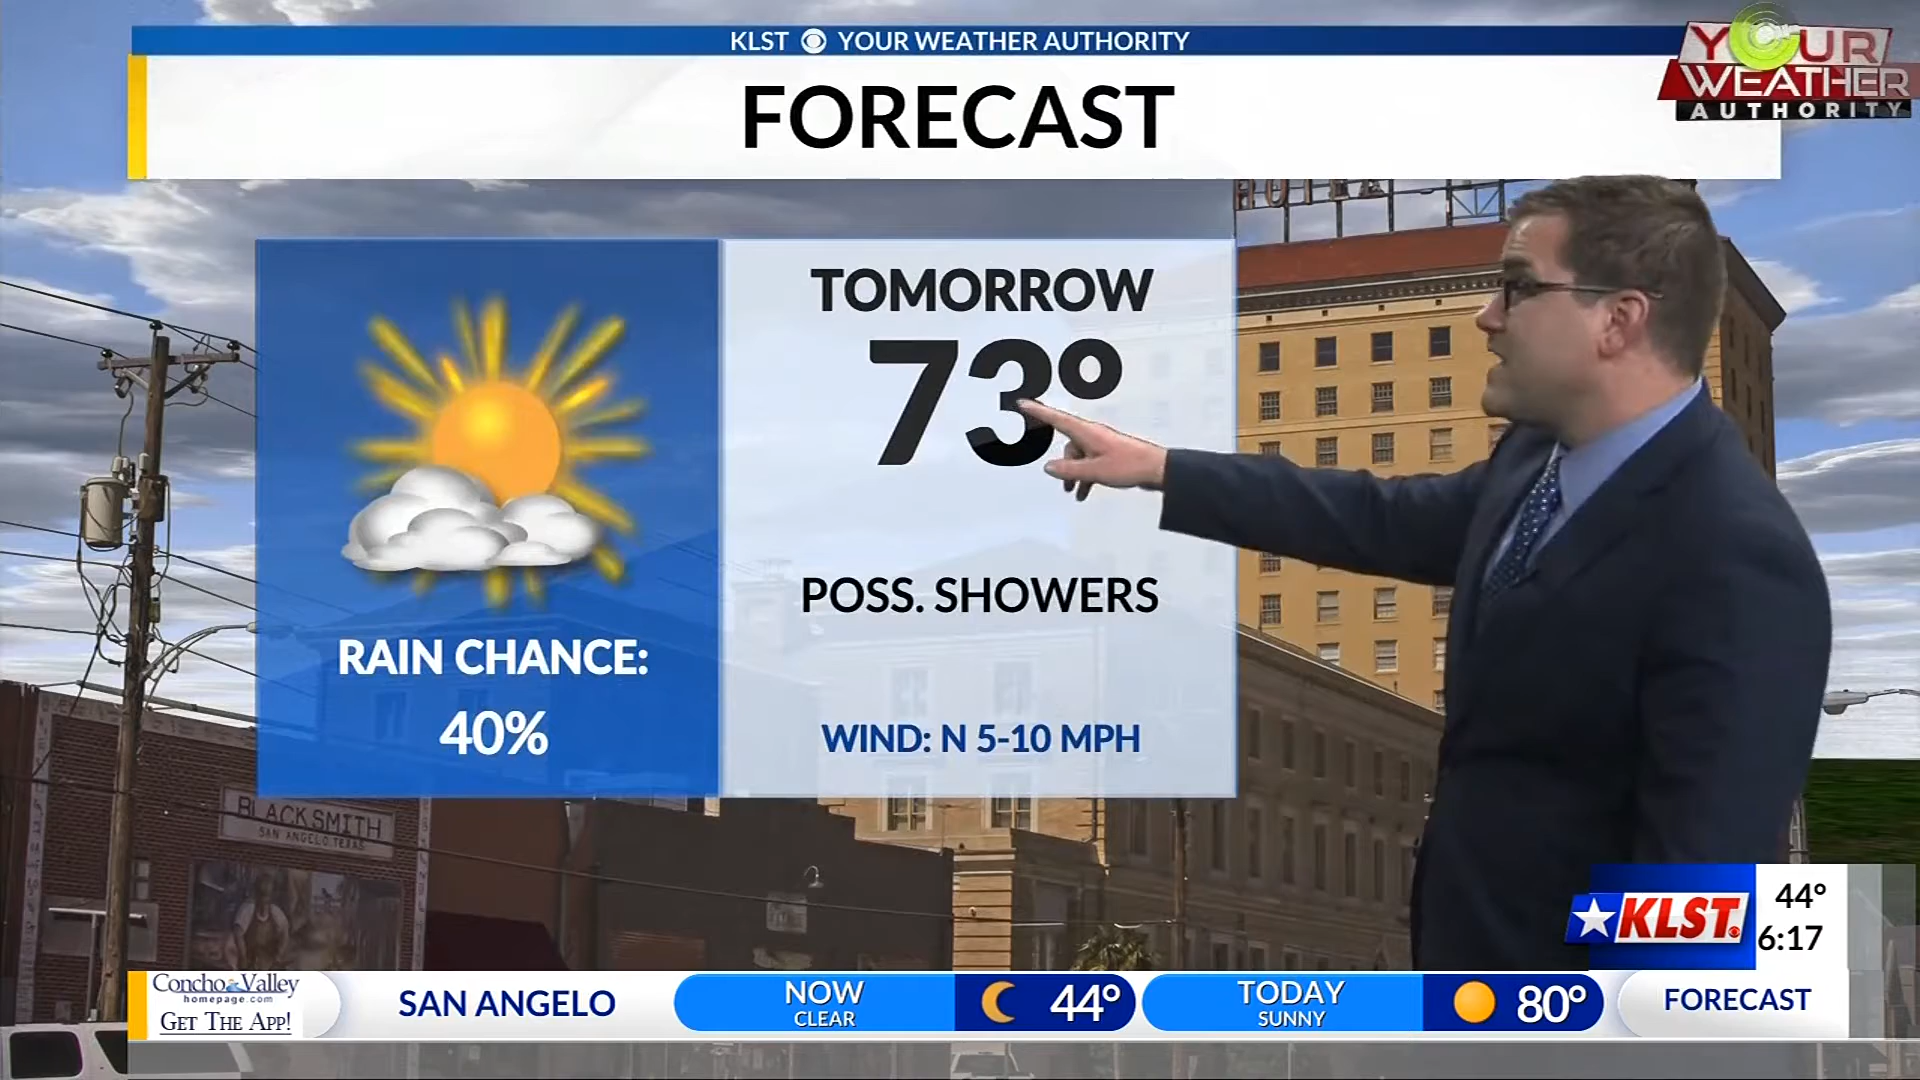 KLST YOUR WEATHER AUTHORITY
YOUR
WEATHER
AUTHORITY
FORECAST
HOTEL
TOMORROW
73°
POSS. SHOWERS
RAIN CHANCE:
40%
WIND: N 5-10 MPH
BLACKSMITH
SAN ANGELO, TEXAS
KLST
44°
6:17
Concho Valley
homepage.com
GET THE APP!
SAN ANGELO
NOW
CLEAR
44°
TODAY
SUNNY
80°
FORECAST